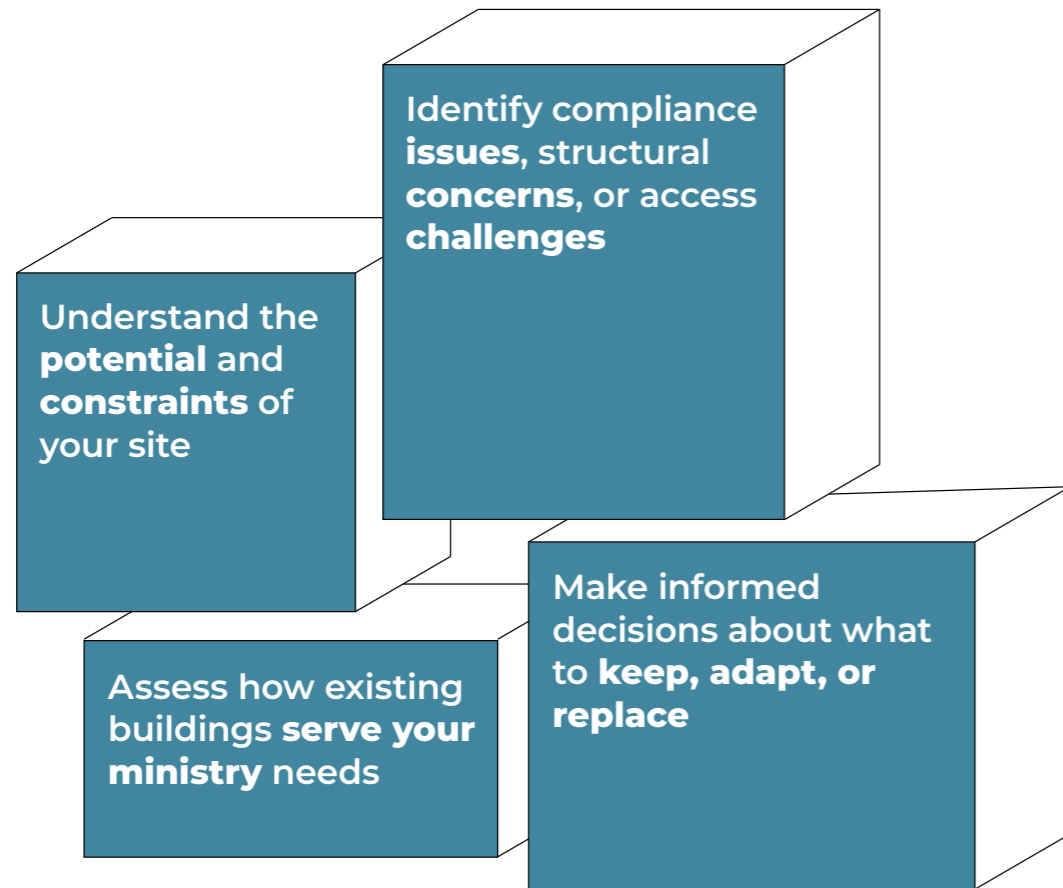 Identify compliance
issues, structural
concerns, or access
challenges
Understand the
potential and
constraints of
your site
Make informed
decisions about what
to keep, adapt, or
replace
Assess how existing
buildings serve your
ministry needs